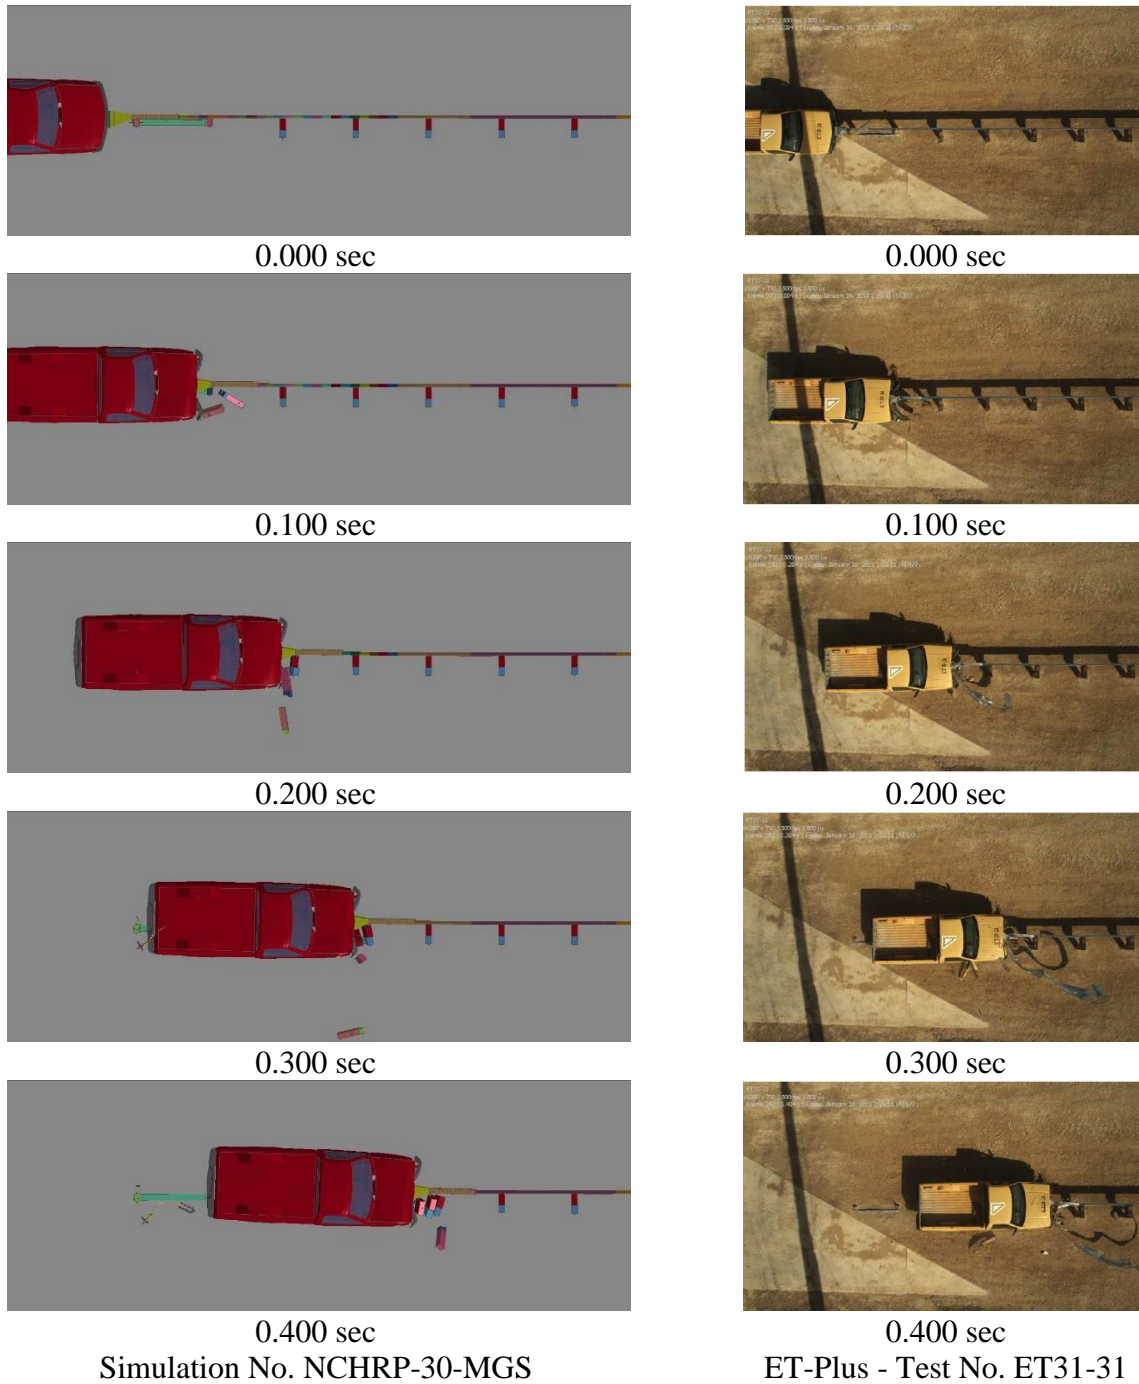 0.000 sec 0.000 sec
0.100 sec 0.100 sec
0.200 sec 0.200 sec
0.300 sec 0.300 sec
0.400 sec 0.400 sec
Simulation No. NCHRP-30-MGS ET-Plus - Test No. ET31-31